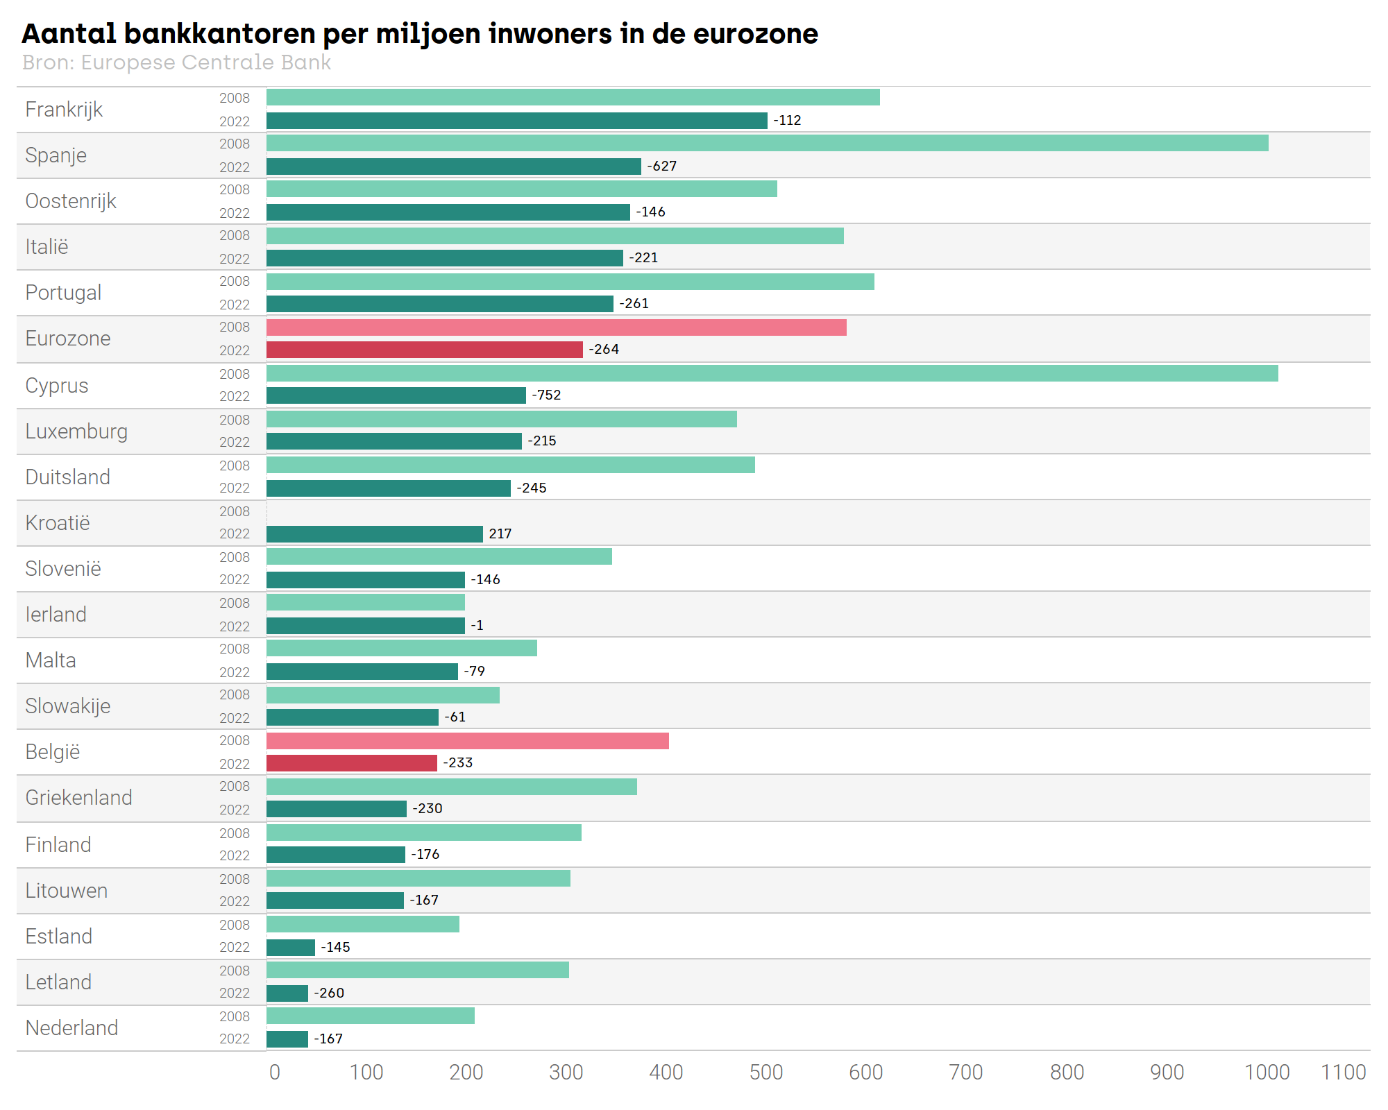 Aantal bankkantoren per miljoen inwoners in de eurozone
Bron: Europese Centrale Bank
Frankrijk
2008
2022
-112
Spanje
2008
2022
-627
Oostenrijk
2008
2022
-146
Italië
2008
2022
-221
Portugal
2008
2022
-261
Eurozone
2008
2022
-264
Cyprus
2008
2022
-752
Luxemburg
2008
2022
-215
Duitsland
2008
2022
-245
Kroatië
2008
2022
217
Slovenië
2008
2022
-146
Ierland
2008
2022
-1
Malta
2008
2022
-79
Slowakije
2008
2022
-61
België
2008
2022
-233
Griekenland
2008
2022
-230
Finland
2008
2022
-176
Litouwen
2008
2022
-167
Estland
2008
2022
-145
Letland
2008
2022
-260
Nederland
2008
2022
-167
0 100 200 300 400 500 600 700 800 900 1000 1100